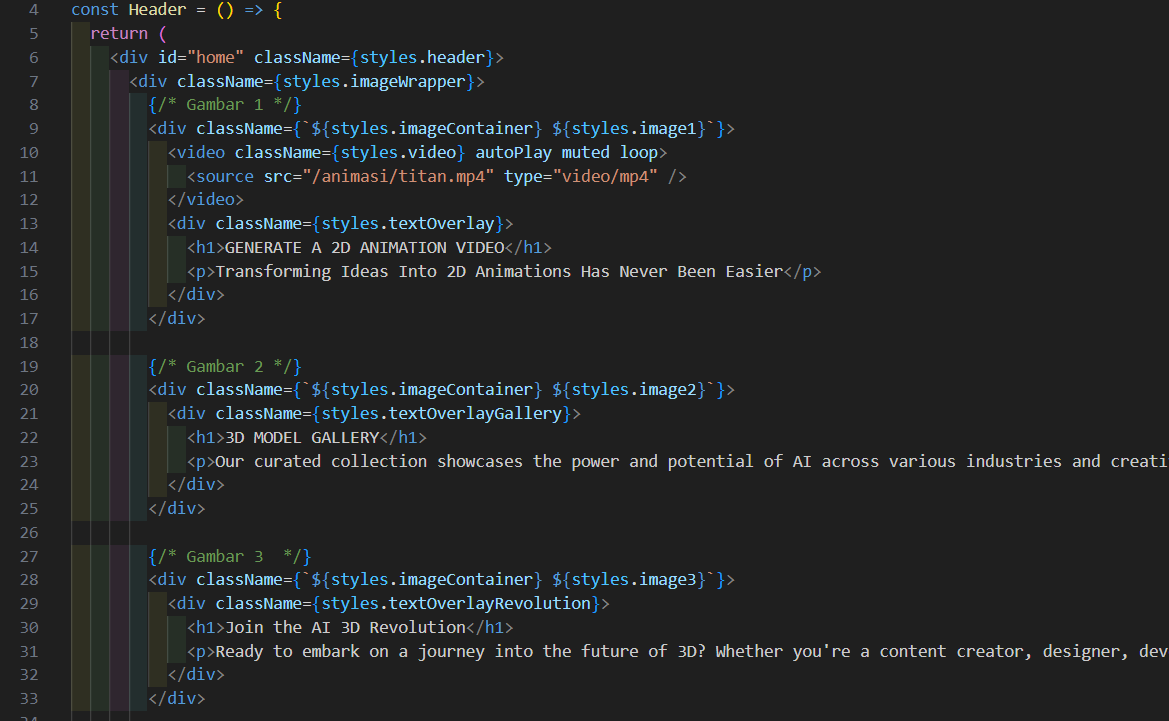 4 const Header = () => {
5 return (
6 <div id="home" className={styles.header}>
7 <div className={styles.imageWrapper}>
8 {/* Gambar 1 */}
9 <div className={`${styles.imageContainer} ${styles.image1}`}>
10 <video className={styles.video} autoPlay muted loop>
11 <source src="/animasi/titan.mp4" type="video/mp4" />
12 </video>
13 <div className={styles.textOverlay}>
14 <h1>GENERATE A 2D ANIMATION VIDEO</h1>
15 <p>Transforming Ideas Into 2D Animations Has Never Been Easier</p>
16 </div>
17 </div>
18
19 {/* Gambar 2 */}
20 <div className={`${styles.imageContainer} ${styles.image2}`}>
21 <div className={styles.textOverlayGallery}>
22 <h1>3D MODEL GALLERY</h1>
23 <p>Our curated collection showcases the power and potential of AI across various industries and creati
24 </div>
25 </div>
26
27 {/* Gambar 3  */}
28 <div className={`${styles.imageContainer} ${styles.image3}`}>
29 <div className={styles.textOverlayRevolution}>
30 <h1>Join the AI 3D Revolution</h1>
31 <p>Ready to embark on a journey into the future of 3D? Whether you're a content creator, designer, dev
32 </div>
33 </div>